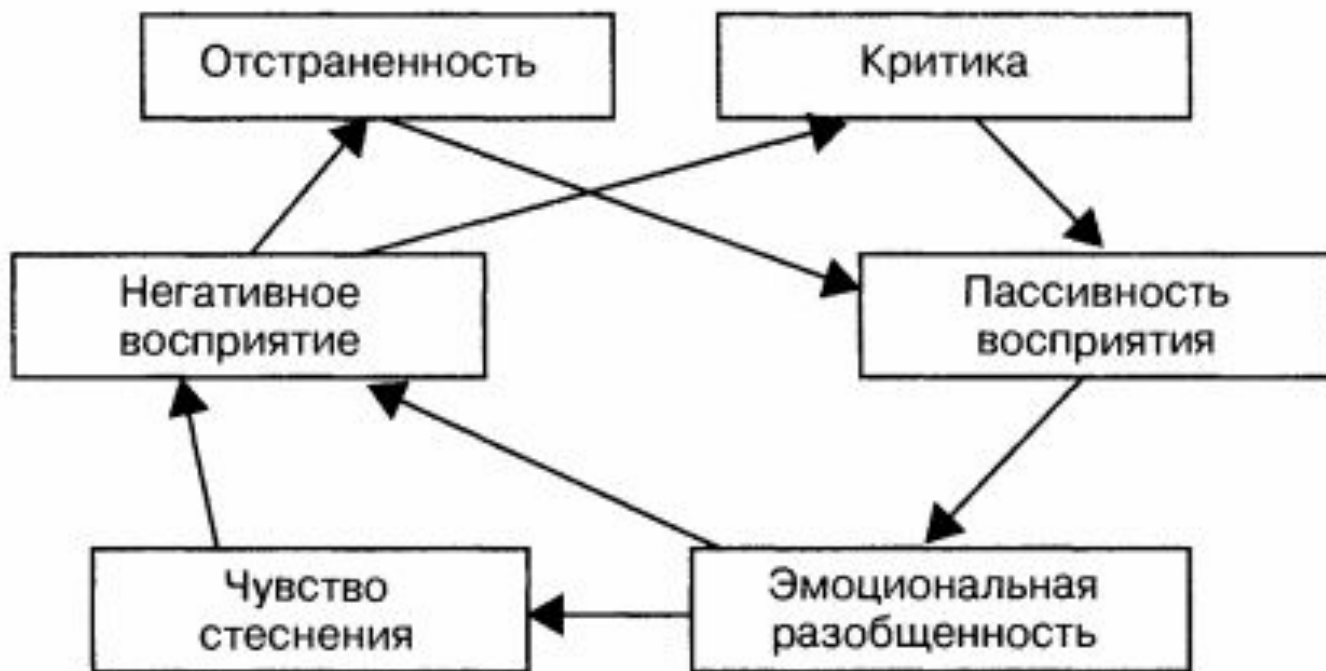 Отстраненность
Критика
Негативное
восприятие
Пассивность
восприятия
Чувство
стеснения
Эмоциональная
разобщенность